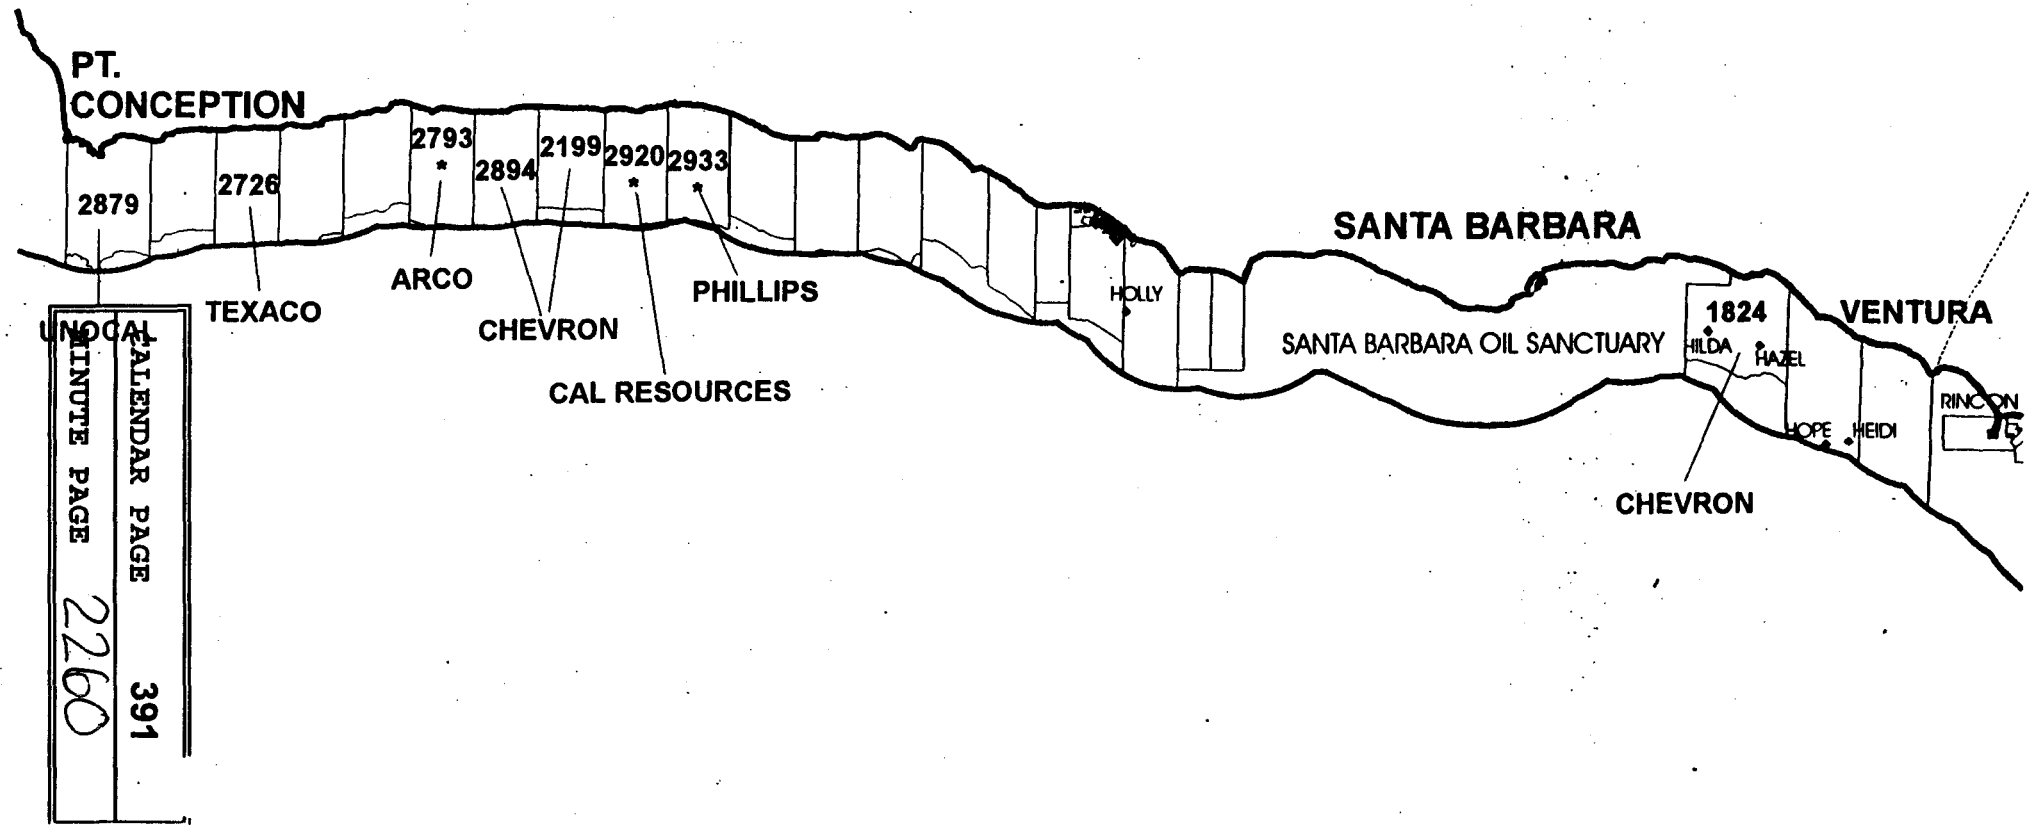 PT.
CONCEPTION
2879
2726
2793
*
2894
2199
2920
*
2933
*
UNOCAL
TEXACO
ARCO
CHEVRON
CAL RESOURCES
PHILLIPS
HOLLY
SANTA BARBARA
SANTA BARBARA OIL SANCTUARY
1824
HILDA
HAZEL
VENTURA
HOPE
HEIDI
RINCON
CHEVRON
CALENDAR PAGE 391
MINUTE PAGE 2260